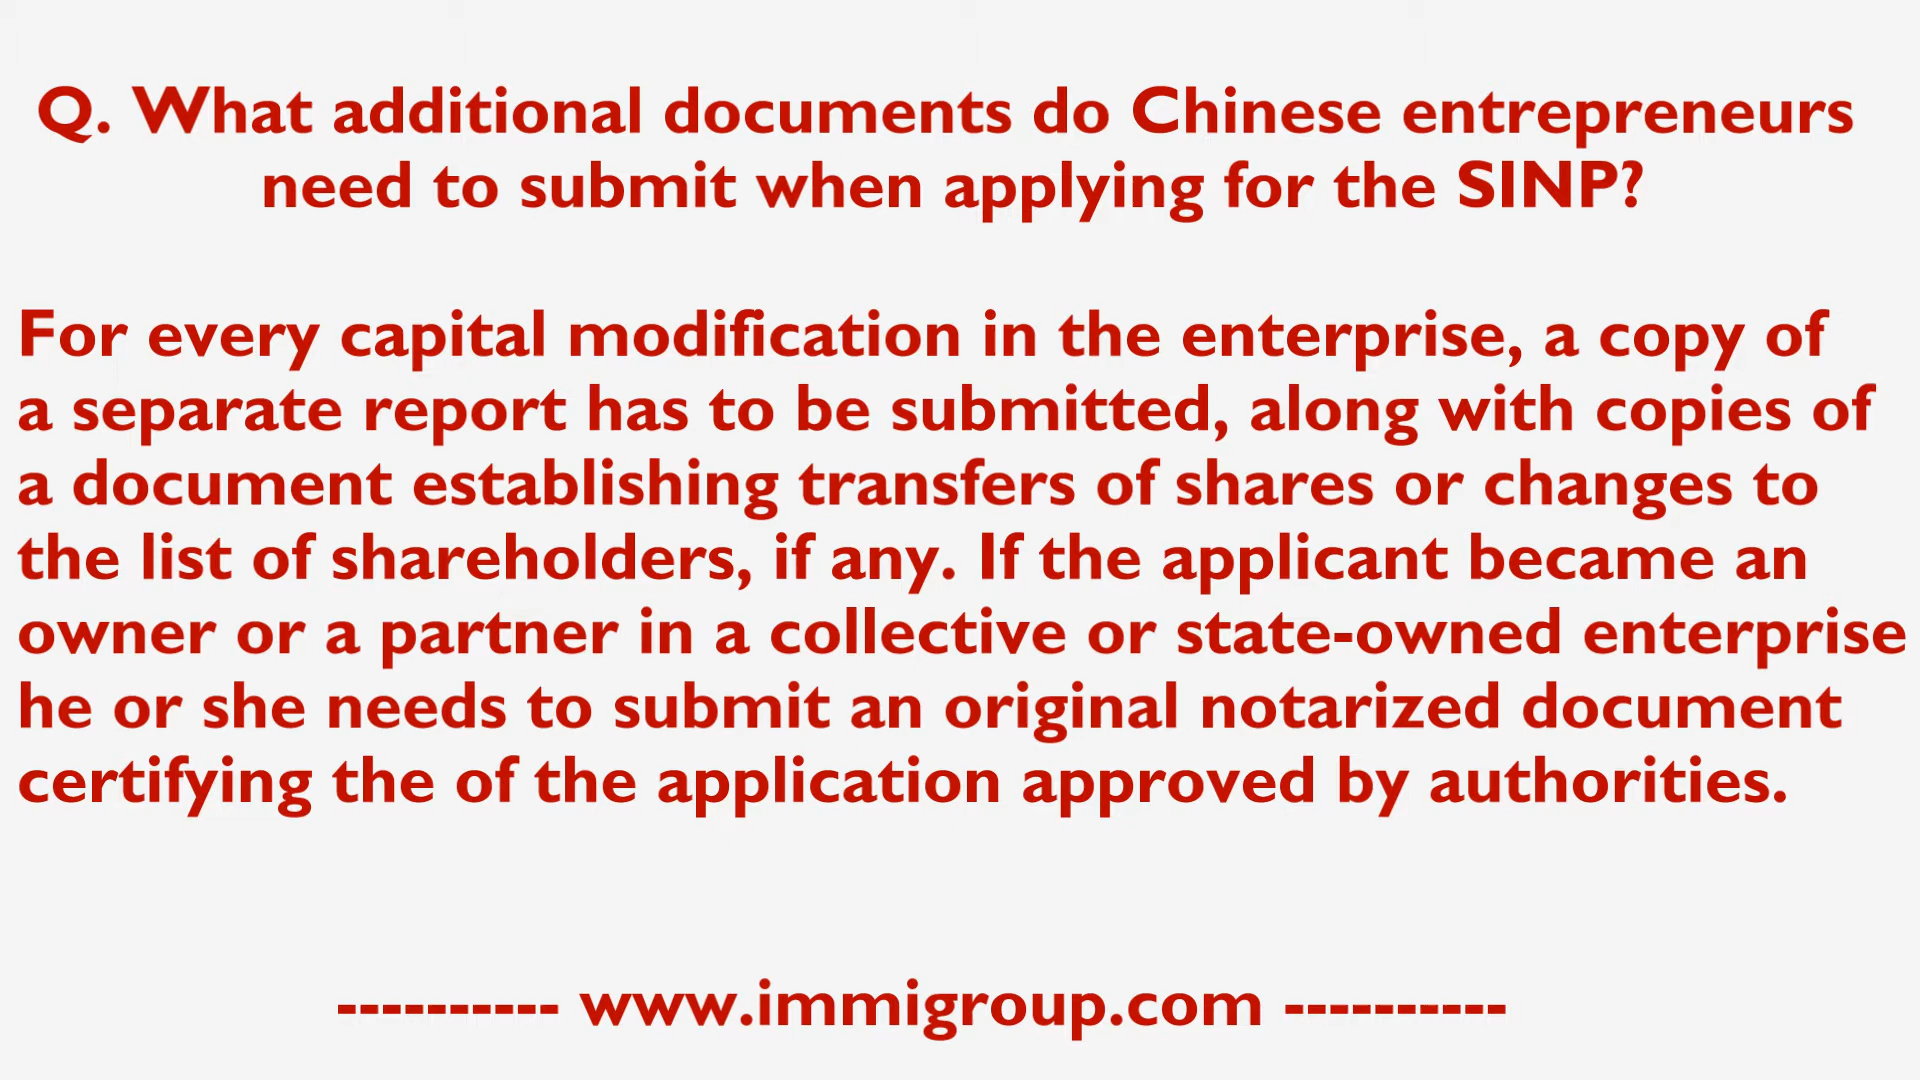 Q. What additional documents do Chinese entrepreneurs
need to submit when applying for the SINP?
For every capital modification in the enterprise, a copy of
a separate report has to be submitted, along with copies of
a document establishing transfers of shares or changes to
the list of shareholders, if any. If the applicant became an
owner or a partner in a collective or state-owned enterprise
he or she needs to submit an original notarized document
certifying the of the application approved by authorities.
---------- www.immigroup.com ----------